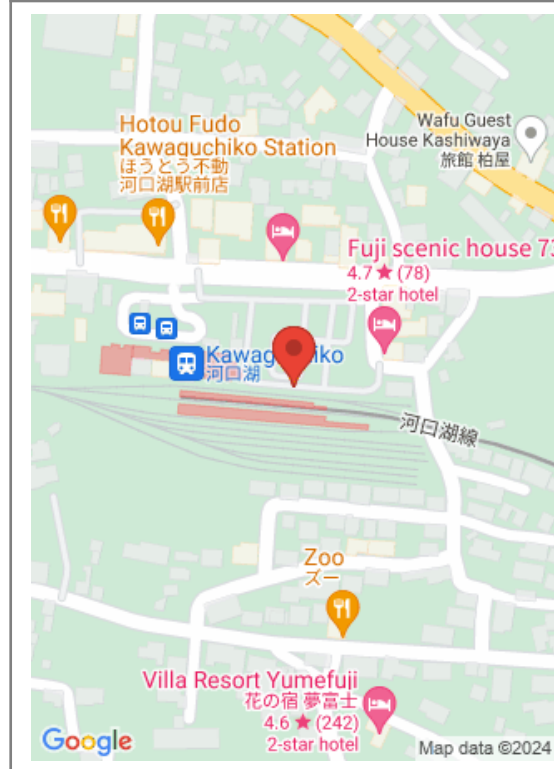 Wafu Guest
House Kashiwaya
旅館 柏屋
Hotou Fudo
Kawaguchiko Station
ほうとう不動
河口湖駅前店
Fuji scenic house 73
4.7 ★ (78)
2-star hotel
河口湖
河口湖線
Zoo
ズー
Villa Resort Yumefuji
花の宿 夢富士
4.6 ★ (242)
2-star hotel
Google
Map data ©2024